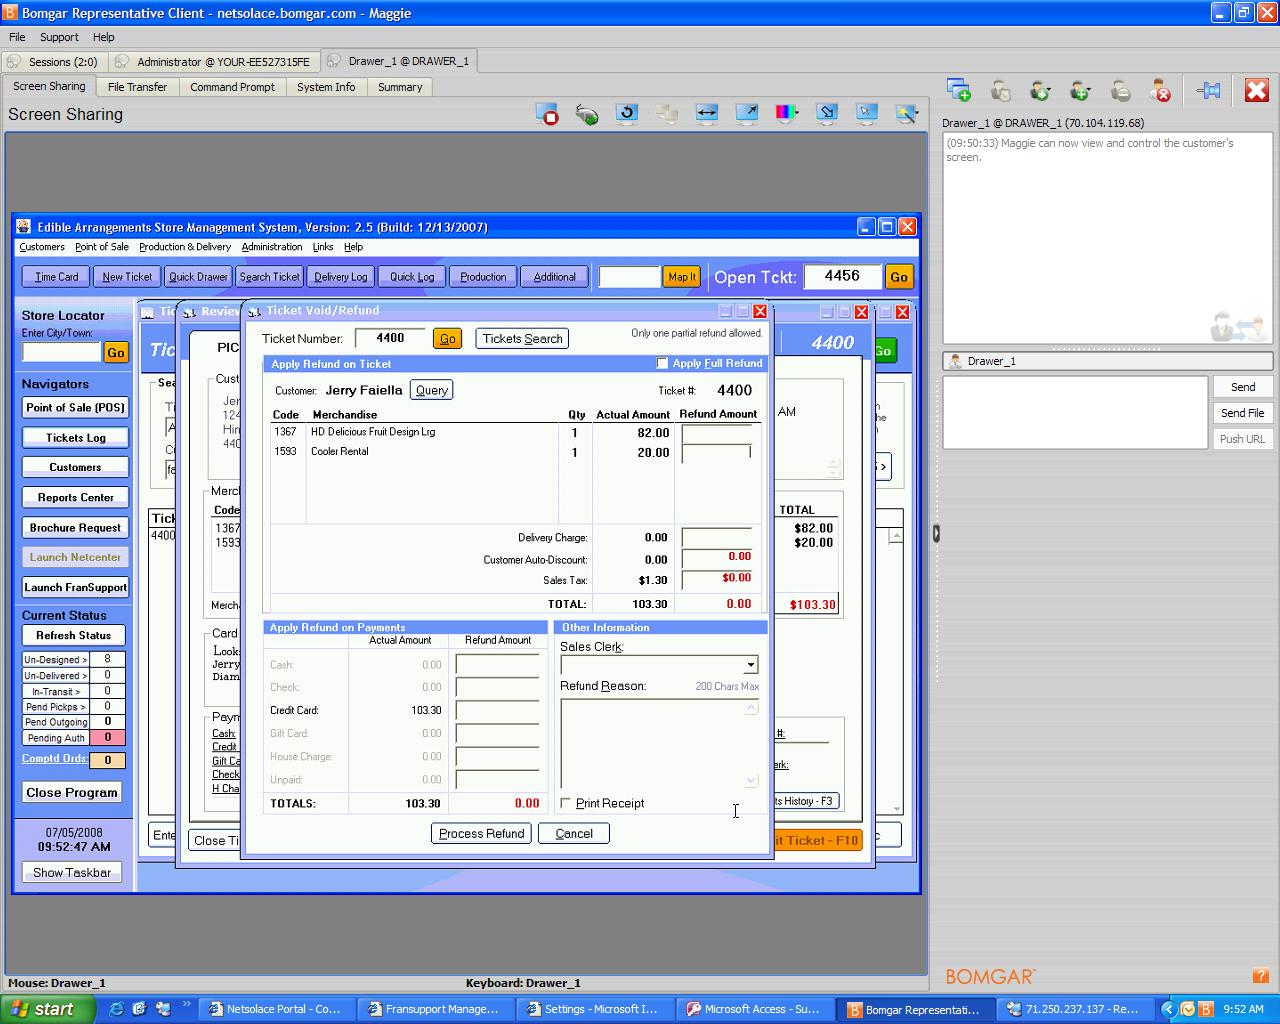 Bomgar Representative Client - netsolace.bomgar.com - Maggie
File Support Help
Sessions (2:0) Administrator @ YOUR-EE527315FE Drawer_1 @ DRAWER_1
Screen Sharing File Transfer Command Prompt System Info Summary
Screen Sharing
Drawer_1 @ DRAWER_1 (70.104.119.68)
(09:50:33) Maggie can now view and control the customer's
screen.
Drawer_1
Send
Send File
Push URL
BOMGAR
Edible Arrangements Store Management System, Version: 2.5 (Build: 12/13/2007)
Customers Point of Sale Production & Delivery Administration Links Help
Time Card New Ticket Quick Drawer Search Ticket Delivery Log Quick Log Production Additional Map It Open Tckt: 4456 Go
Store Locator
Enter City/Town:
Go
Navigators
Point of Sale (POS)
Tickets Log
Customers
Reports Center
Brochure Request
Launch Netcenter
Launch FranSupport
Current Status
Refresh Status
Un-Designed > 8
Un-Delivered > 0
In-Transit > 0
Pend Pickps > 0
Pend Outgoing 0
Pending Auth 0
Comptd Ords: 0
Close Program
07/05/2008
09:52:47 AM
Show Taskbar
Tic
Tic
Sea
Ti
A
C
fa
Tick
4400
Ente
Review
PIC
Cust
Jer
124
Hin
440
Merch
Code
1367
1593
Merch
Card
Look
Jerry
Diam
Paym
Cash:
Credit
Gift Ca
Check
H Cha
Close Ti
Ticket Void/Refund
Ticket Number: 4400 Go Tickets Search Only one partial refund allowed.
Apply Refund on Ticket Apply Full Refund
Customer: Jerry Faiella Query Ticket #: 4400
Code Merchandise Qty Actual Amount Refund Amount
1367 HD Delicious Fruit Design Lrg 1 82.00
1593 Cooler Rental 1 20.00
Delivery Charge: 0.00
Customer Auto-Discount: 0.00 0.00
Sales Tax: $1.30 $0.00
TOTAL: 103.30 0.00
Apply Refund on Payments
Actual Amount Refund Amount
Cash: 0.00
Check: 0.00
Credit Card: 103.30
Gift Card: 0.00
House Charge: 0.00
Unpaid: 0.00
TOTALS: 103.30 0.00
Other Information
Sales Clerk:
Refund Reason: 200 Chars Max
Print Receipt
Process Refund Cancel
4400
Go
AM
TOTAL
$82.00
$20.00
$103.30
#:
rk:
ts History - F3
it Ticket - F10
Mouse: Drawer_1 Keyboard: Drawer_1
start Netsolace Portal - Co... Fransupport Manage... Settings - Microsoft I... Microsoft Access - Su... Bomgar Representati... 71.250.237.137 - Re... 9:52 AM